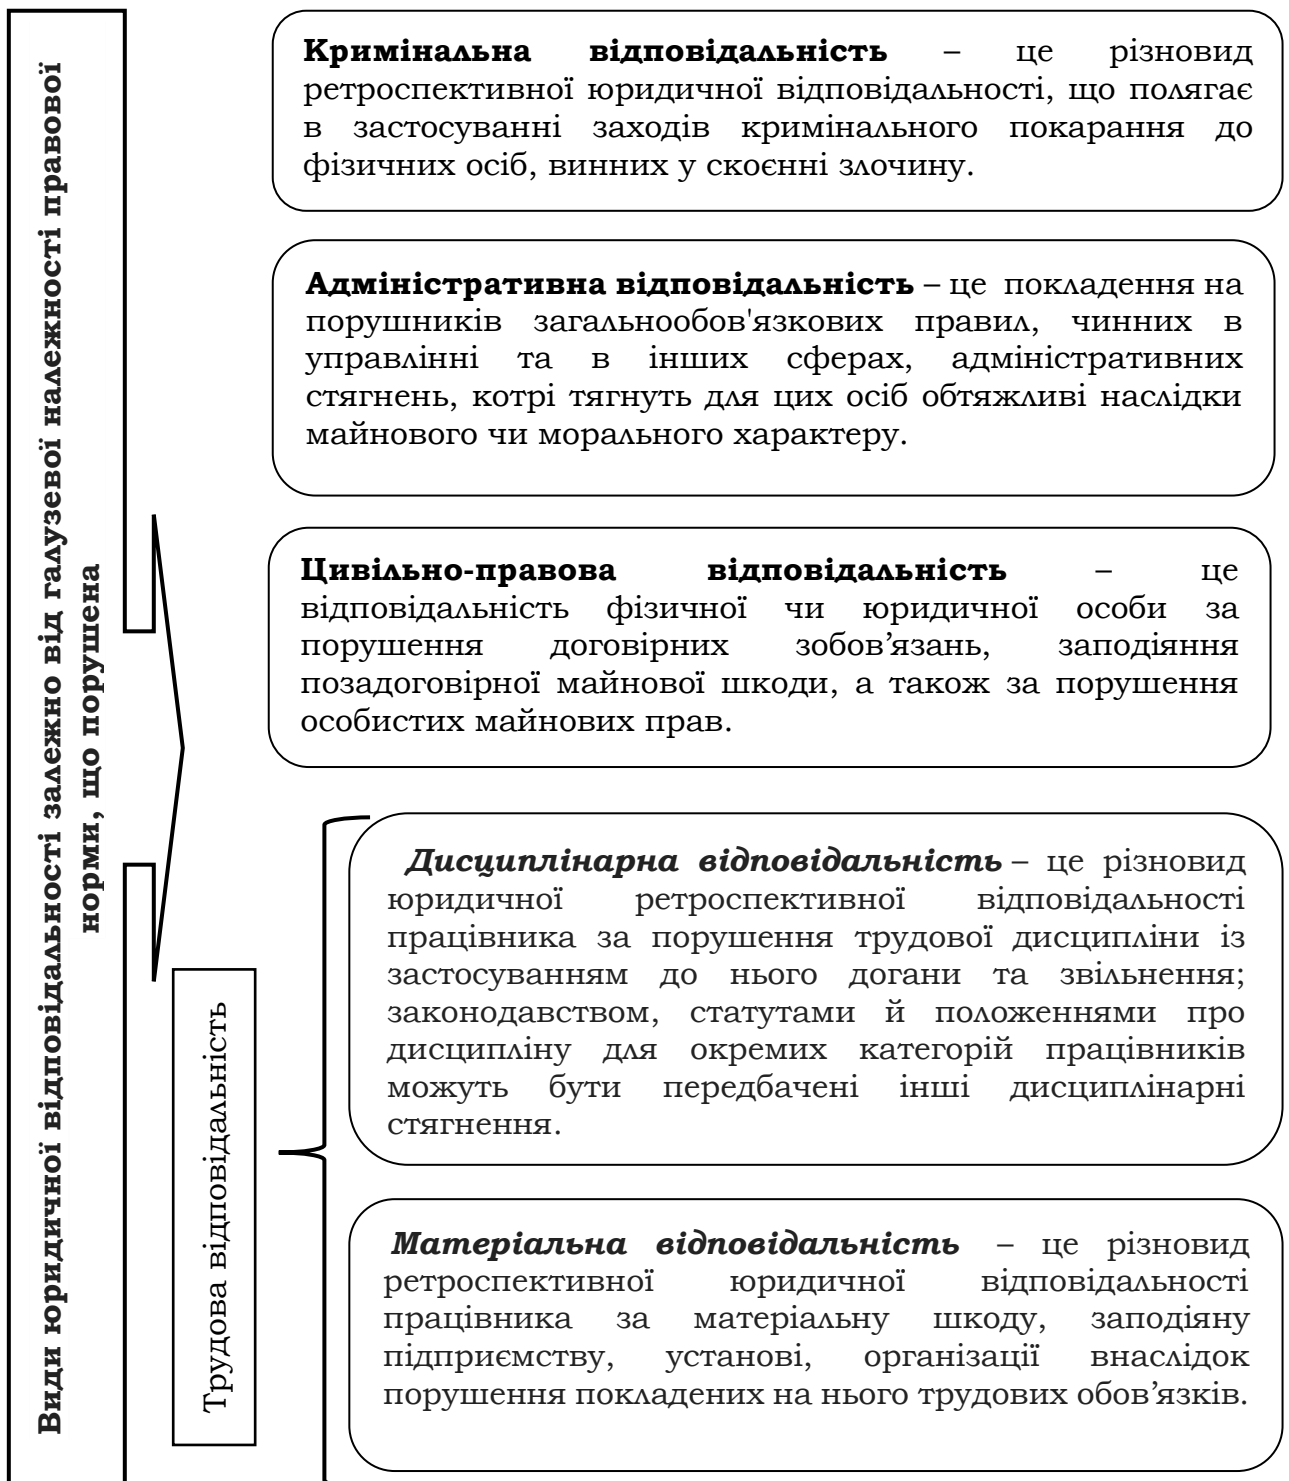 Види юридичної відповідальності залежно від галузевої належності правової
норми, що порушена
Кримінальна відповідальність – це різновид
ретроспективної юридичної відповідальності, що полягає
в застосуванні заходів кримінального покарання до
фізичних осіб, винних у скоєнні злочину.
Адміністративна відповідальність – це покладення на
порушників загальнообов'язкових правил, чинних в
управлінні та в інших сферах, адміністративних
стягнень, котрі тягнуть для цих осіб обтяжливі наслідки
майнового чи морального характеру.
Цивільно-правова відповідальність – це
відповідальність фізичної чи юридичної особи за
порушення договірних зобов’язань, заподіяння
позадоговірної майнової шкоди, а також за порушення
особистих майнових прав.
Трудова відповідальність
Дисциплінарна відповідальність – це різновид
юридичної ретроспективної відповідальності
працівника за порушення трудової дисципліни із
застосуванням до нього догани та звільнення;
законодавством, статутами й положеннями про
дисципліну для окремих категорій працівників
можуть бути передбачені інші дисциплінарні
стягнення.
Матеріальна відповідальність – це різновид
ретроспективної юридичної відповідальності
працівника за матеріальну шкоду, заподіяну
підприємству, установі, організації внаслідок
порушення покладених на нього трудових обов’язків.